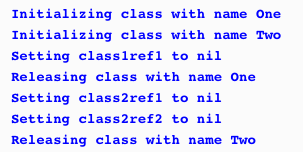 Initializing class with name One
Initializing class with name Two
Setting class1ref1 to nil
Releasing class with name One
Setting class2ref1 to nil
Setting class2ref2 to nil
Releasing class with name Two